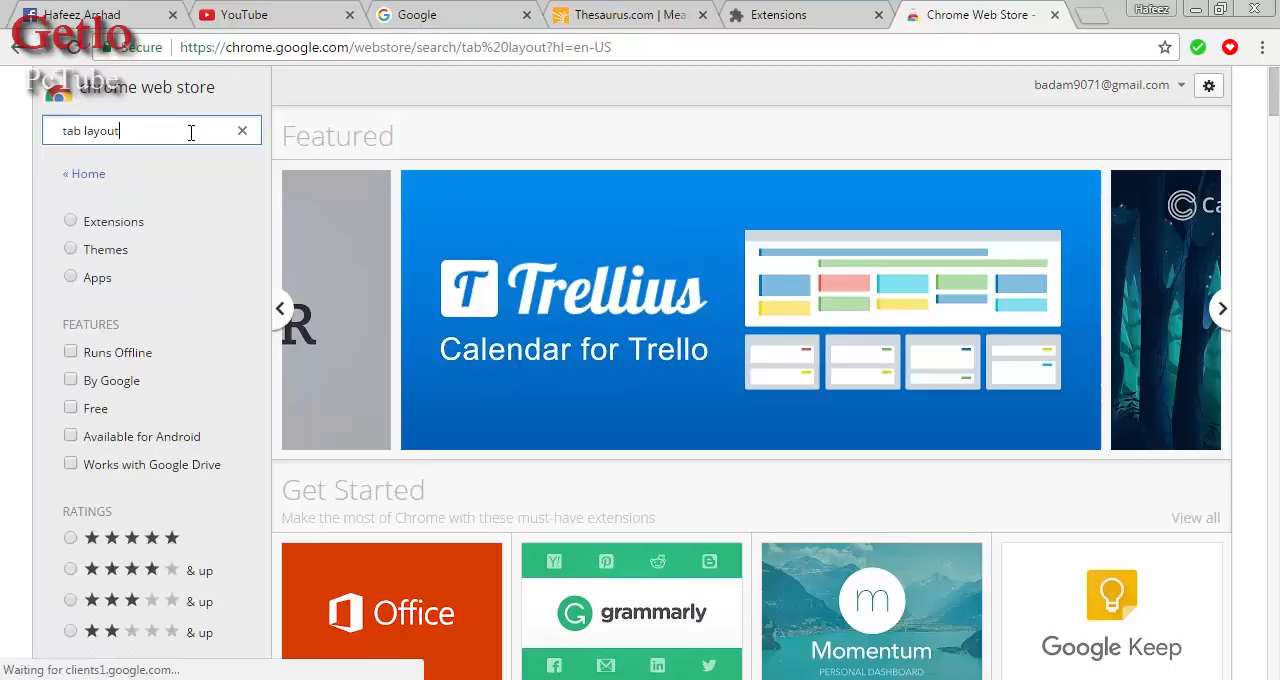 Hafeez Arshad
YouTube
Google
Thesaurus.com | Mea
Extensions
Chrome Web Store -
Hafeez
Getlo
PcTube
Secure
https://chrome.google.com/webstore/search/tab%20layout?hl=en-US
chrome web store
badam9071@gmail.com
tab layout
Featured
« Home
Extensions
Themes
Apps
FEATURES
Runs Offline
By Google
Free
Available for Android
Works with Google Drive
RATINGS
& up
& up
& up
R
T Trellius
Calendar for Trello
Ca
Get Started
Make the most of Chrome with these must-have extensions
View all
Office
G grammarly
m
Momentum
PERSONAL DASHBOARD
Google Keep
Waiting for clients1.google.com...